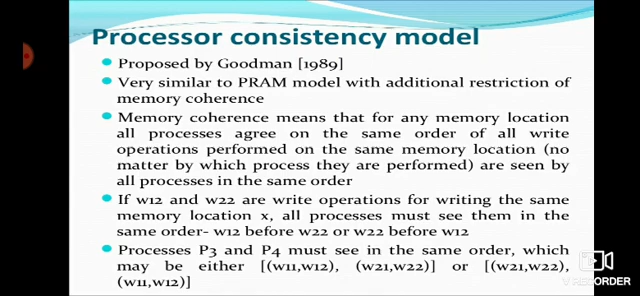 Processor consistency model
Proposed by Goodman [1989]
Very similar to PRAM model with additional restriction of
memory coherence
Memory coherence means that for any memory location
all processes agree on the same order of all write
operations performed on the same memory location (no
matter by which process they are performed) are seen by
all processes in the same order
If w12 and w22 are write operations for writing the same
memory location x, all processes must see them in the
same order- w12 before w22 or w22 before w12
Processes P3 and P4 must see in the same order, which
may be either [(w11,w12), (w21,w22)] or [(w21,w22),
(w11,w12)]
V RECORDER